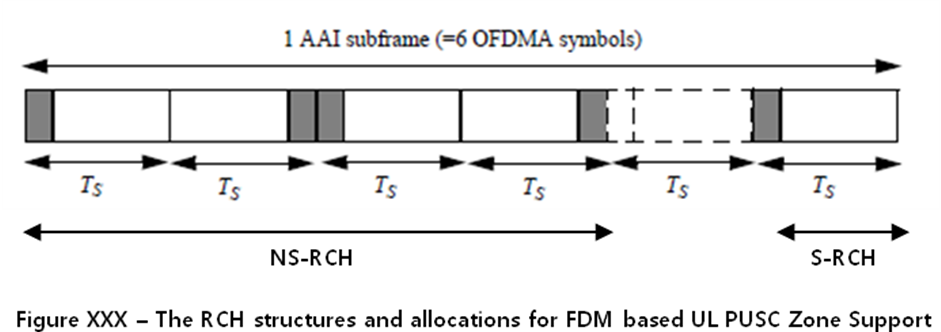 1 AAI subframe (=6 OFDMA symbols)
TS TS TS TS TS TS
NS-RCH S-RCH
Figure XXX – The RCH structures and allocations for FDM based UL PUSC Zone Support